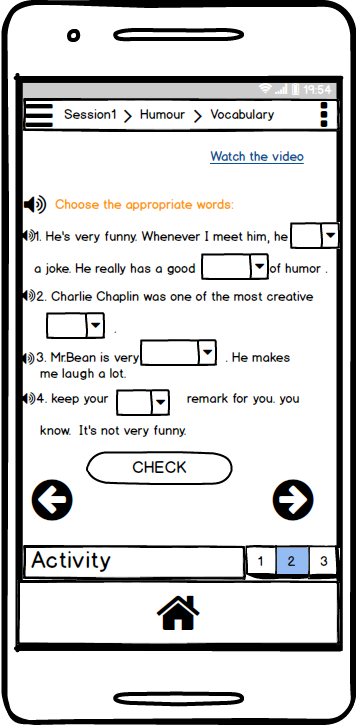 19:54
Session1 > Humour > Vocabulary
Watch the video
Choose the appropriate words:
1. He's very funny. Whenever I meet him, he
a joke. He really has a good of humor .
2. Charlie Chaplin was one of the most creative
.
3. Mr.Bean is very . He makes
me laugh a lot.
4. keep your remark for you. you
know. It's not very funny.
CHECK
Activity 1 2 3